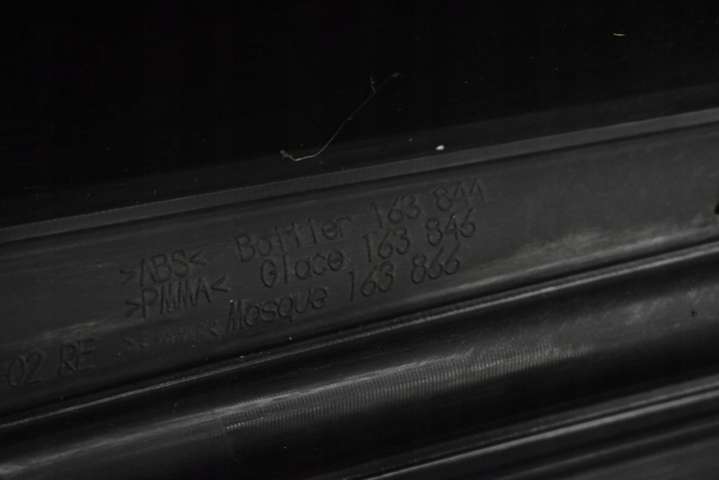 >ABS< Boitier 163 844
>PMMA< Glace 163 846
Masque 163 866
-02 RE